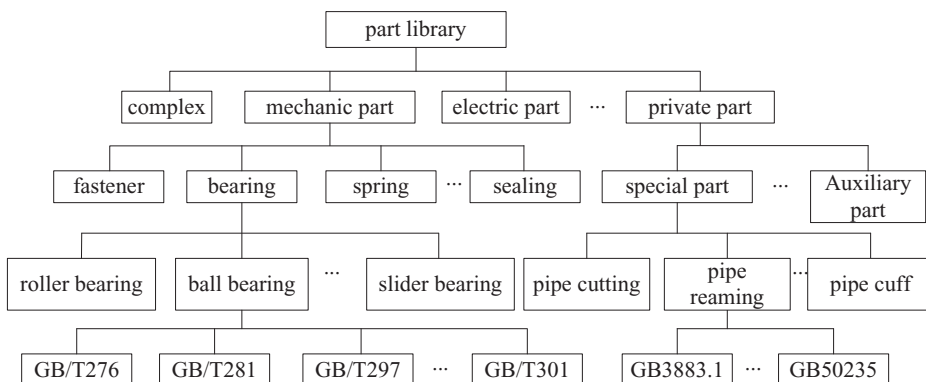 part library
complex
mechanic part
electric part
...
private part
fastener
bearing
spring
...
sealing
special part
...
Auxiliary
part
roller bearing
ball bearing
...
slider bearing
pipe cutting
pipe
reaming
...
pipe cuff
GB/T276
GB/T281
GB/T297
...
GB/T301
GB3883.1
...
GB50235